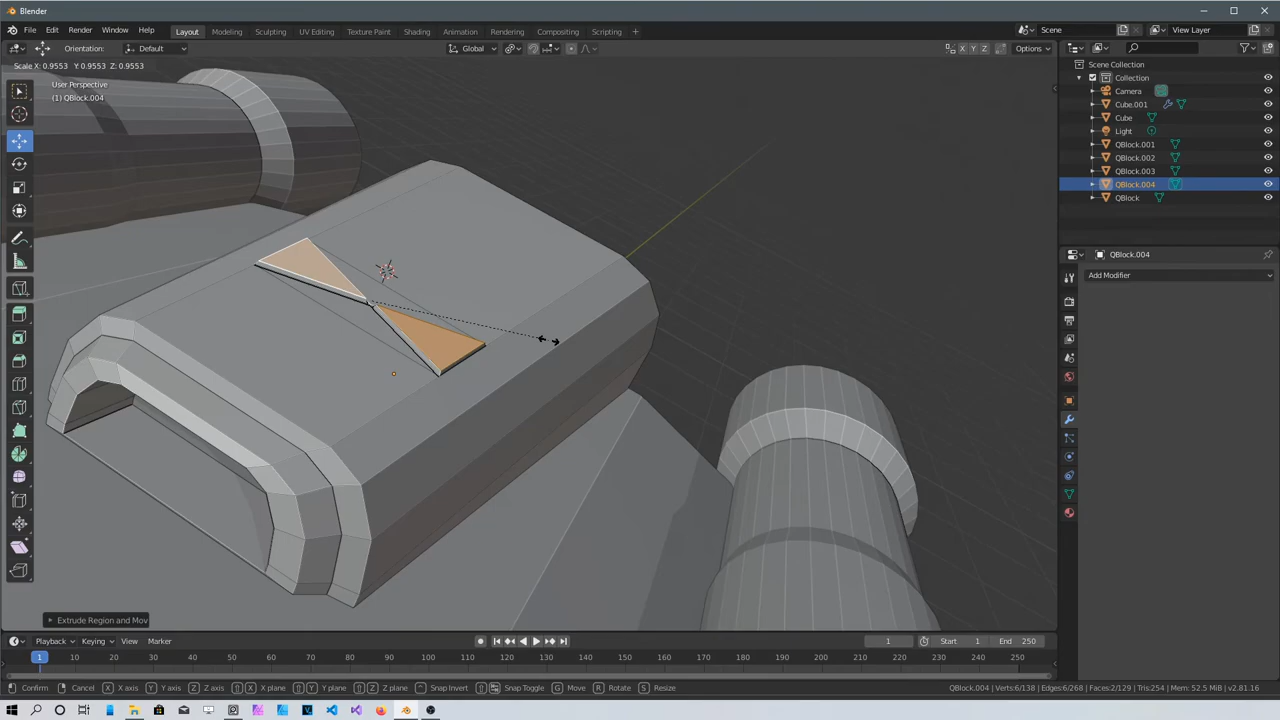 Blender
File Edit Render Window Help Layout Modeling Sculpting UV Editing Texture Paint Shading Animation Rendering Compositing Scripting + Scene View Layer
Orientation: Default Global X Y Z Options
Scale X: 0.9553 Y: 0.9553 Z: 0.9553
User Perspective
(1) QBlock.004
Scene Collection
Collection
Camera
Cube.001
Cube
Light
QBlock.001
QBlock.002
QBlock.003
QBlock.004
QBlock
QBlock.004
Add Modifier
Extrude Region and Mov
Playback Keying View Marker 1 Start 1 End 250
1 10 20 30 40 50 60 70 80 90 100 110 120 130 140 150 160 170 180 190 200 210 220 230 240 250
Confirm Cancel X X axis Y Y axis Z Z axis X X plane Y Y plane Z Z plane Snap Invert Snap Toggle G Move R Rotate S Resize QBlock.004 | Verts:6/138 | Edges:6/268 | Faces:2/129 | Tris:254 | Mem: 52.5 MiB | v2.81.16